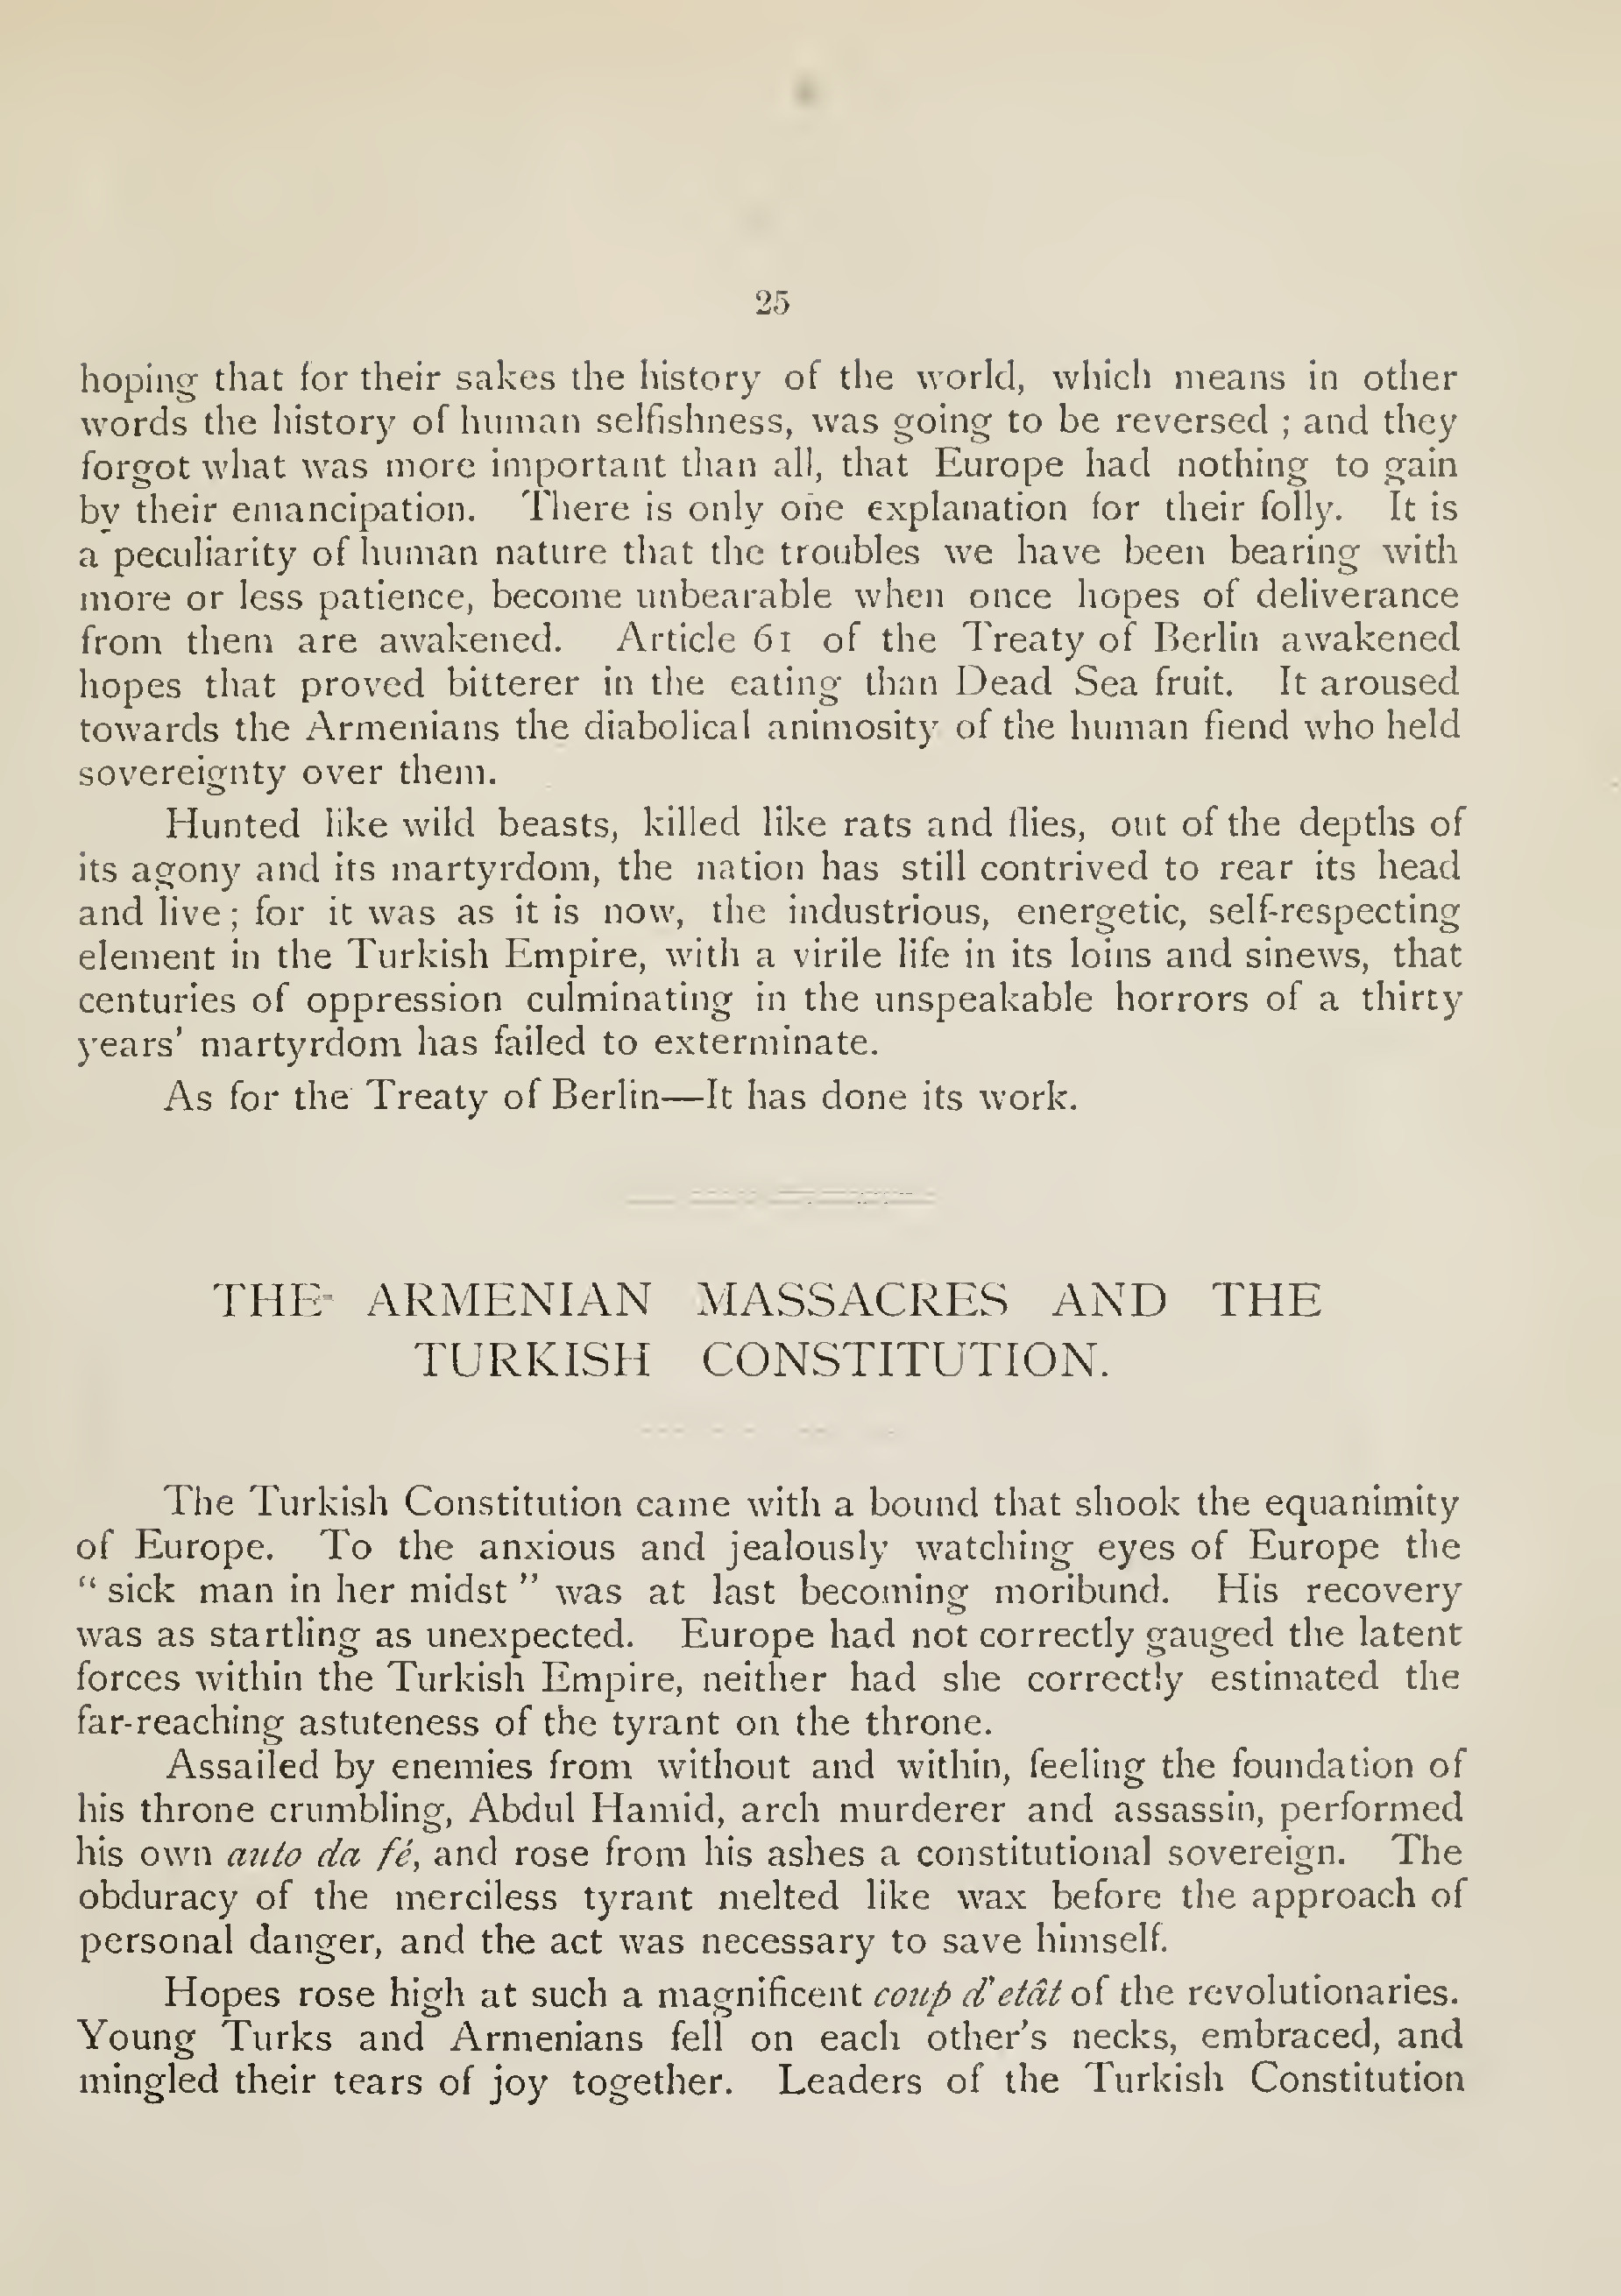 25
hoping that for their sakes the history of the world, which means in other
words the history of human selfishness, was going to be reversed ; and they
forgot what was more important than all, that Europe had nothing to gain
by their emancipation. There is only one explanation for their folly. It is
a peculiarity of human nature that the troubles we have been bearing with
more or less patience, become unbearable when once hopes of deliverance
from them are awakened. Article 61 of the Treaty of Berlin awakened
hopes that proved bitterer in the eating than Dead Sea fruit. It aroused
towards the Armenians the diabolical animosity of the human fiend who held
sovereignty over them.
Hunted like wild beasts, killed like rats and flies, out of the depths of
its agony and its martyrdom, the nation has still contrived to rear its head
and live ; for it was as it is now, the industrious, energetic, self-respecting
element in the Turkish Empire, with a virile life in its loins and sinews, that
centuries of oppression culminating in the unspeakable horrors of a thirty
years' martyrdom has failed to exterminate.
As for the Treaty of Berlin—It has done its work.
THE ARMENIAN MASSACRES AND THE
TURKISH CONSTITUTION.
The Turkish Constitution came with a bound that shook the equanimity
of Europe. To the anxious and jealously watching eyes of Europe the
“ sick man in her midst ” was at last becoming moribund. His recovery
was as startling as unexpected. Europe had not correctly gauged the latent
forces within the Turkish Empire, neither had she correctly estimated the
far-reaching astuteness of the tyrant on the throne.
Assailed by enemies from without and within, feeling the foundation of
his throne crumbling, Abdul Hamid, arch murderer and assassin, performed
his own auto da fé, and rose from his ashes a constitutional sovereign. The
obduracy of the merciless tyrant melted like wax before the approach of
personal danger, and the act was necessary to save himself.
Hopes rose high at such a magnificent coup d'etât of the revolutionaries.
Young Turks and Armenians fell on each other's necks, embraced, and
mingled their tears of joy together. Leaders of the Turkish Constitution